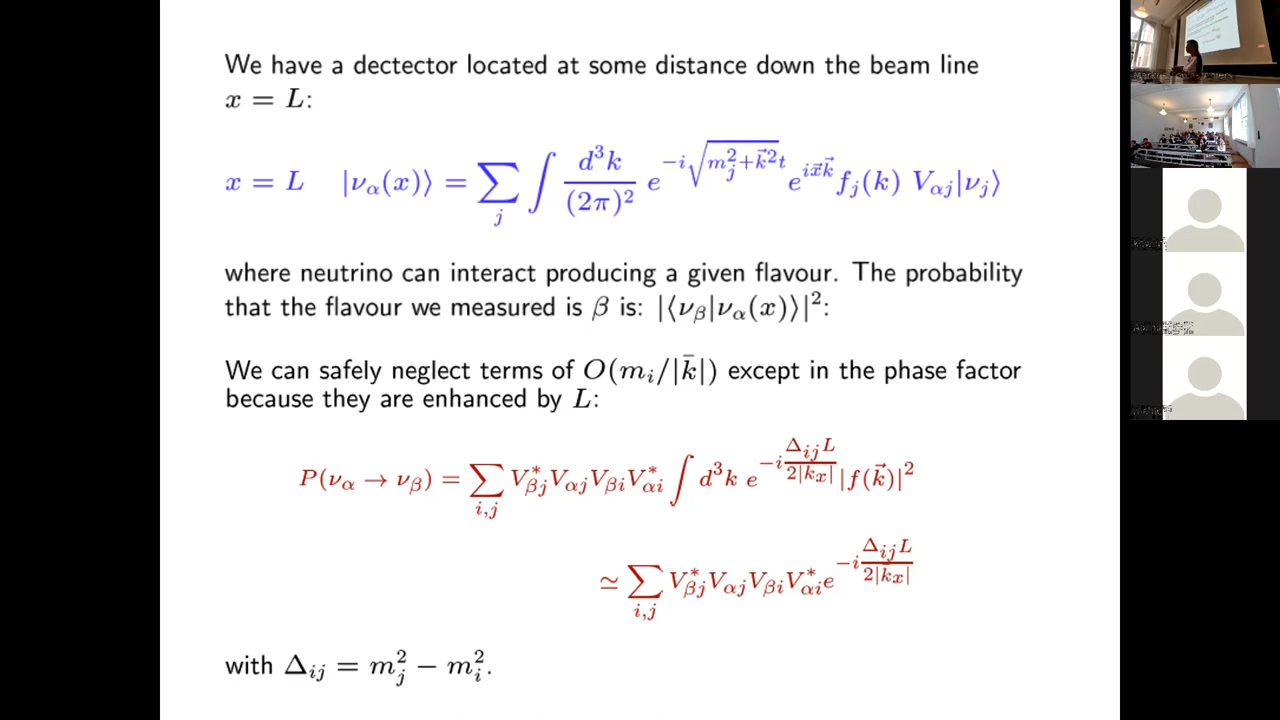 We have a dectector located at some distance down the beam line
x = L:
x = L |ν_α(x)⟩ = ∑_j ∫ d³k/(2π)² e^{−i√(m_j²+k⃗²)t} e^{ix⃗k⃗} f_j(k) V_{αj}|ν_j⟩
where neutrino can interact producing a given flavour. The probability
that the flavour we measured is β is: |⟨ν_β|ν_α(x)⟩|²:
We can safely neglect terms of O(m_i/|k̄|) except in the phase factor
because they are enhanced by L:
P(ν_α → ν_β) = ∑_{i,j} V*_{βj}V_{αj}V_{βi}V*_{αi} ∫ d³k e^{−i Δ_{ij}L/2|k_x|} |f(k⃗)|²
≃ ∑_{i,j} V*_{βj}V_{αj}V_{βi}V*_{αi} e^{−i Δ_{ij}L/2|k_x|}
with Δ_{ij} = m_j² − m_i².